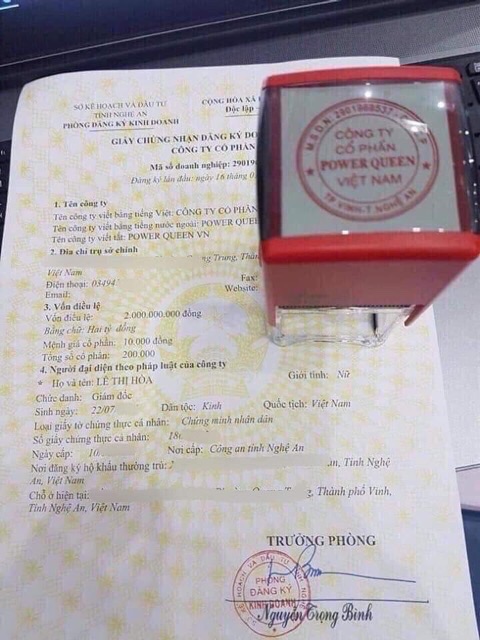 SỞ KẾ HOẠCH VÀ ĐẦU TƯ
TỈNH NGHỆ AN
PHÒNG ĐĂNG KÝ KINH DOANH
CỘNG HÒA XÃ
Độc lập -
GIẤY CHỨNG NHẬN ĐĂNG KÝ
CÔNG TY CỔ PHẦN
Mã số doanh nghiệp: 2901
Đăng ký lần đầu: ngày 16 tháng
1. Tên công ty
Tên công ty viết bằng tiếng Việt: CÔNG TY CỔ PHẦN
Tên công ty viết bằng tiếng nước ngoài: POWER
Tên công ty viết tắt: POWER QUEEN VN
2. Địa chỉ trụ sở chính
Trung,
Việt Nam
Điện thoại: 03494
Fax:
Email:
Website:
3. Vốn điều lệ
Vốn điều lệ: 2.000.000.000 đồng
Bằng chữ: Hai tỷ đồng
Mệnh giá cổ phần: 10.000 đồng
Tổng số cổ phần: 200.000
4. Người đại diện theo pháp luật của công ty
* Họ và tên: LÊ THỊ HÒA Giới tính: Nữ
Chức danh: Giám đốc
Sinh ngày: 22/07 Dân tộc: Kinh Quốc tịch: Việt Nam
Loại giấy tờ chứng thực cá nhân: Chứng minh nhân dân
Số giấy chứng thực cá nhân:
Ngày cấp: Nơi cấp: Công an tỉnh Nghệ An
Nơi đăng ký hộ khẩu thường trú: Tỉnh Nghệ
An, Việt Nam
Chỗ ở hiện tại: Thành phố Vinh,
Tỉnh Nghệ An, Việt Nam
TRƯỞNG PHÒNG
PHÒNG
ĐĂNG KÝ
KINH DOANH
Nguyễn Trọng Bính
CÔNG TY
CỔ PHẦN
POWER QUEEN
VIỆT NAM
TP VINH-T NGHỆ AN